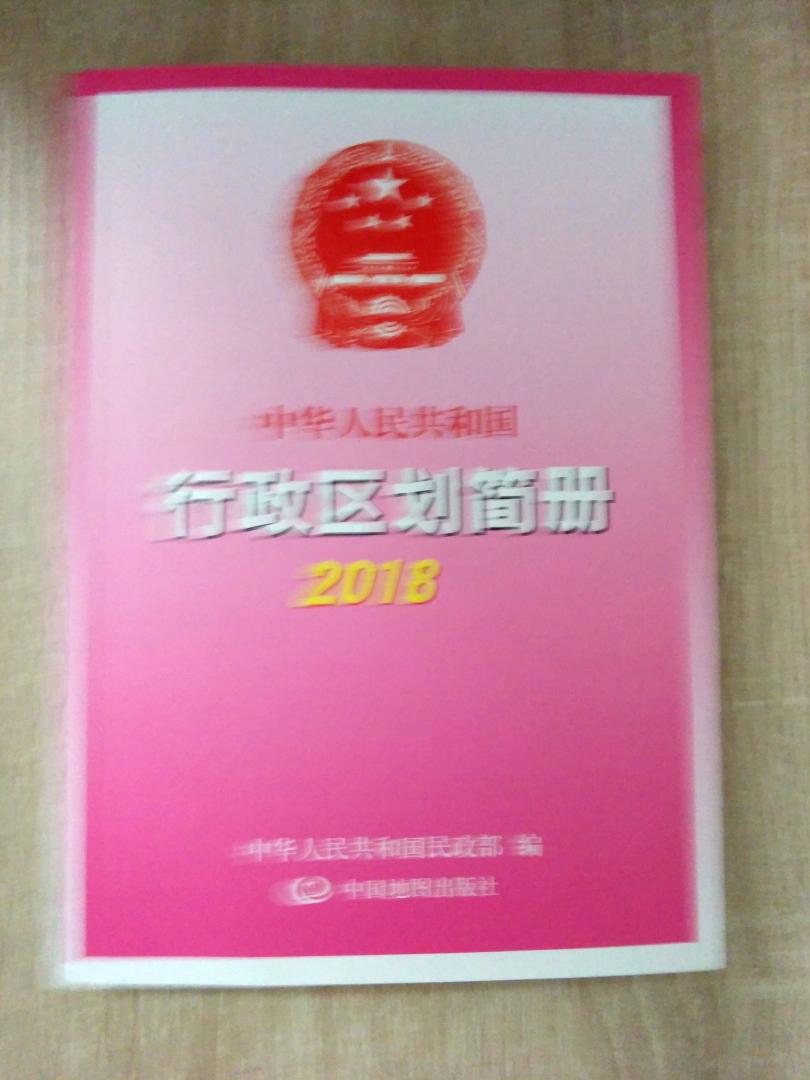 中华人民共和国
行政区划简册
2018
中华人民共和国民政部 编
中国地图出版社